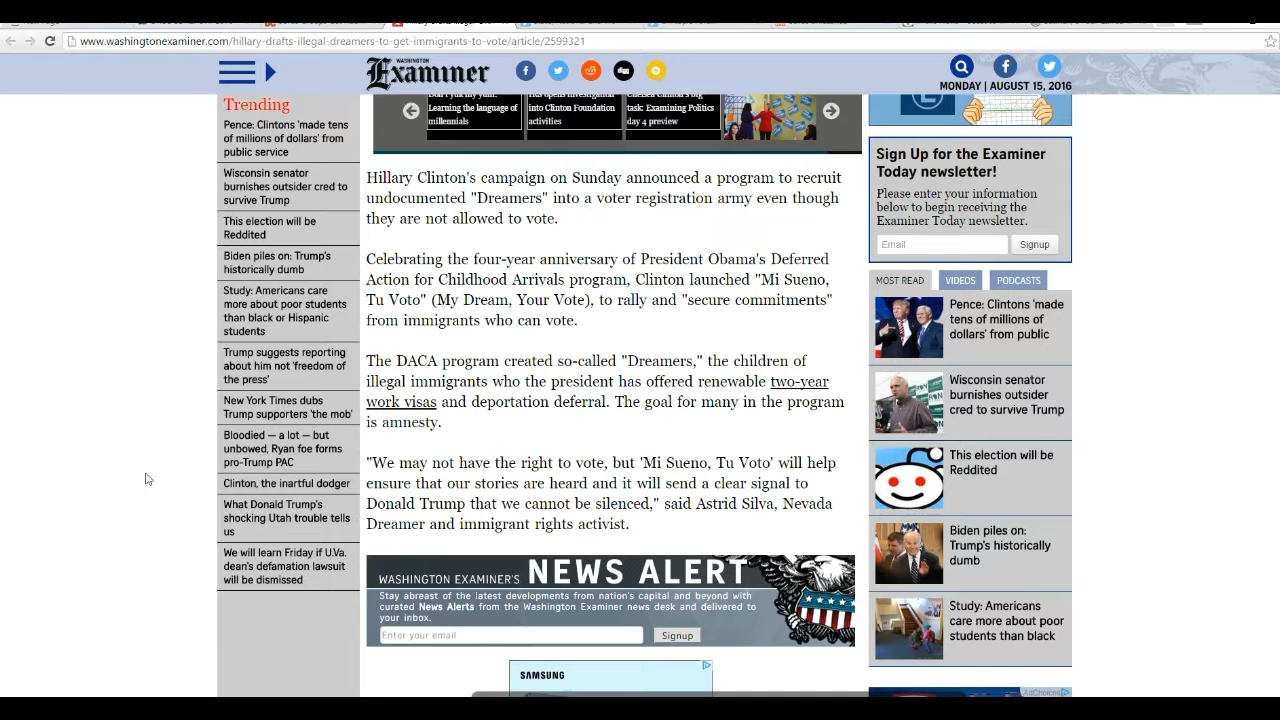 www.washingtonexaminer.com/hillary-drafts-illegal-dreamers-to-get-immigrants-to-vote/article/2599321
WASHINGTON
Examiner
MONDAY | AUGUST 15, 2016
Trending
Pence: Clintons 'made tens
of millions of dollars' from
public service
Wisconsin senator
burnishes outsider cred to
survive Trump
This election will be
Reddited
Biden piles on: Trump's
historically dumb
Study: Americans care
more about poor students
than black or Hispanic
students
Trump suggests reporting
about him not 'freedom of
the press'
New York Times dubs
Trump supporters 'the mob'
Bloodied — a lot — but
unbowed, Ryan foe forms
pro-Trump PAC
Clinton, the inartful dodger
What Donald Trump's
shocking Utah trouble tells
us
We will learn Friday if U.Va.
dean's defamation lawsuit
will be dismissed
Learning the language of
millennials
into Clinton Foundation
activities
task: Examining Politics
day 4 preview
Hillary Clinton's campaign on Sunday announced a program to recruit
undocumented "Dreamers" into a voter registration army even though
they are not allowed to vote.
Celebrating the four-year anniversary of President Obama's Deferred
Action for Childhood Arrivals program, Clinton launched "Mi Sueno,
Tu Voto" (My Dream, Your Vote), to rally and "secure commitments"
from immigrants who can vote.
The DACA program created so-called "Dreamers," the children of
illegal immigrants who the president has offered renewable two-year
work visas and deportation deferral. The goal for many in the program
is amnesty.
"We may not have the right to vote, but 'Mi Sueno, Tu Voto' will help
ensure that our stories are heard and it will send a clear signal to
Donald Trump that we cannot be silenced," said Astrid Silva, Nevada
Dreamer and immigrant rights activist.
WASHINGTON EXAMINER'S NEWS ALERT
Stay abreast of the latest developments from nation's capital and beyond with
curated News Alerts from the Washington Examiner news desk and delivered to
your inbox.
Enter your email
Signup
SAMSUNG
Sign Up for the Examiner
Today newsletter!
Please enter your information
below to begin receiving the
Examiner Today newsletter.
Email
Signup
MOST READ
VIDEOS
PODCASTS
Pence: Clintons 'made
tens of millions of
dollars' from public
Wisconsin senator
burnishes outsider
cred to survive Trump
This election will be
Reddited
Biden piles on:
Trump's historically
dumb
Study: Americans
care more about poor
students than black
AdChoices